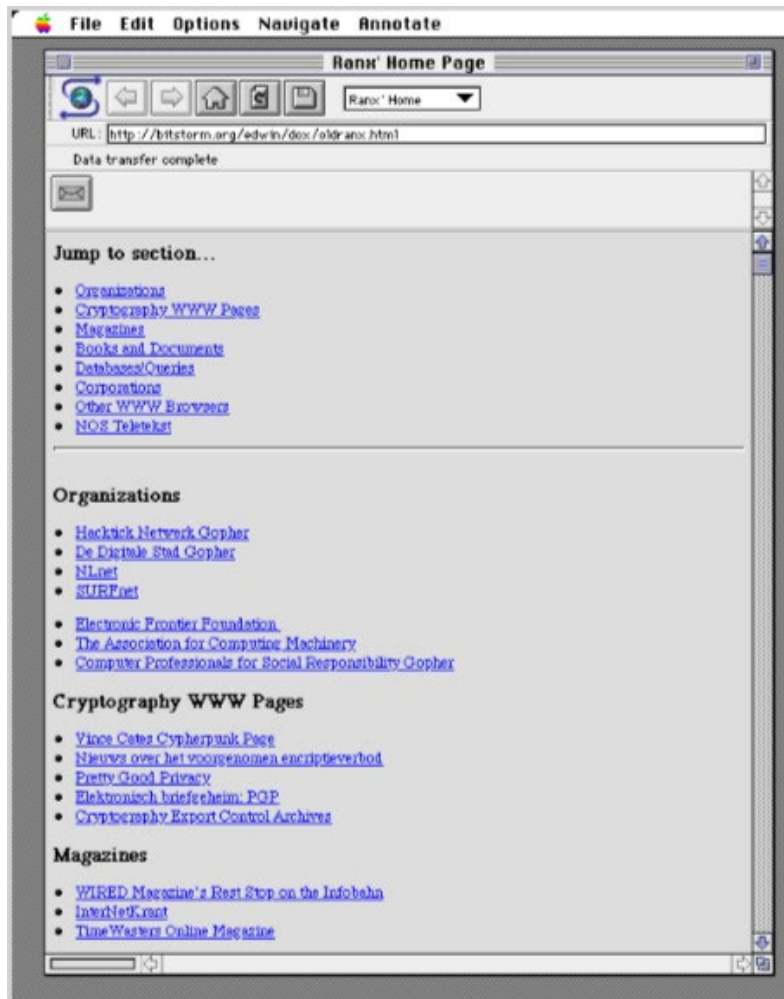 File Edit Options Navigate Annotate
Ranx' Home Page
Ranx' Home
URL: http://bitstorm.org/edwin/dox/oldranx.html
Data transfer complete
Jump to section...
Organizations
Cryptography WWW Pages
Magazines
Books and Documents
Databases/Queries
Corporations
Other WWW Browsers
NOS Teletekst
Organizations
Hacktick Netwerk Gopher
De Digitale Stad Gopher
NLnet
SURFnet
Electronic Frontier Foundation
The Association for Computing Machinery
Computer Professionals for Social Responsibility Gopher
Cryptography WWW Pages
Vince Cates Cypherpunk Page
Nieuws over het voorgenomen encriptieverbod
Pretty Good Privacy
Elektronisch briefgeheim: PGP
Cryptography Export Control Archives
Magazines
WIRED Magazine's Rest Stop on the Infobahn
InterNetKrant
TimeWasters Online Magazine